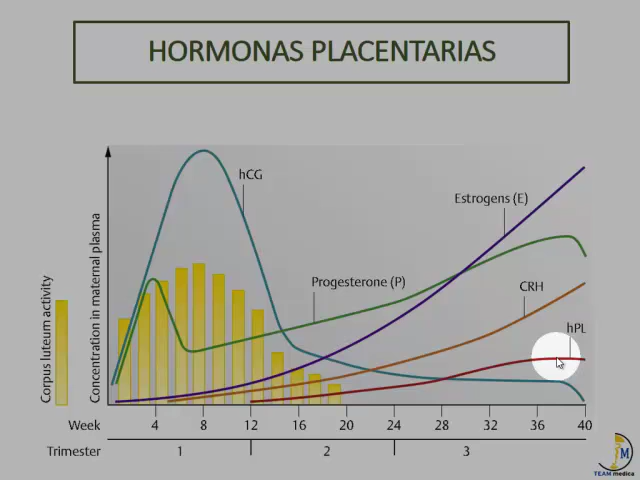 HORMONAS PLACENTARIAS
hCG
Estrogens (E)
Progesterone (P)
CRH
hPL
Corpus luteum activity
Concentration in maternal plasma
Week 4 8 12 16 20 24 28 32 36 40
Trimester 1 2 3
M
TEAM medica